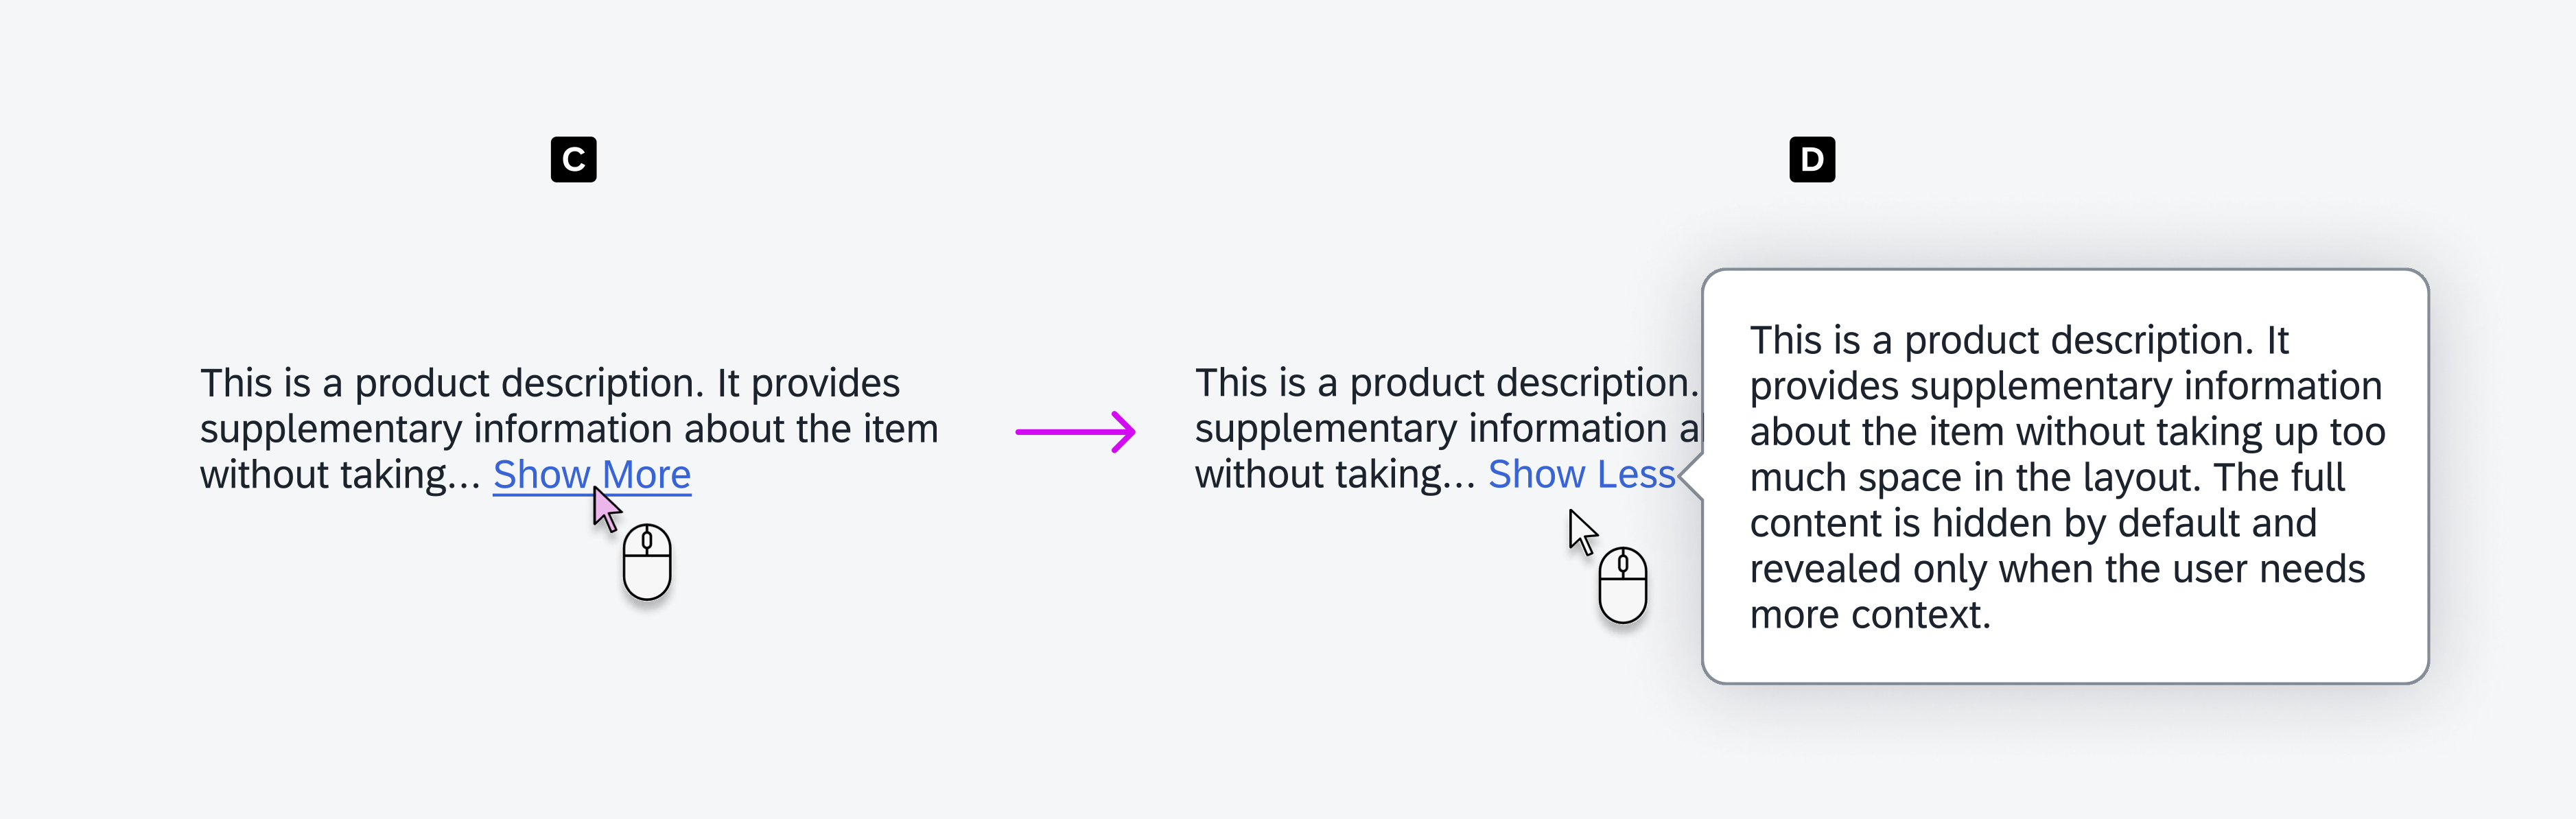 C
This is a product description. It provides
supplementary information about the item
without taking... Show More
D
This is a product description.
supplementary information
without taking... Show Less
This is a product description. It
provides supplementary information
about the item without taking up too
much space in the layout. The full
content is hidden by default and
revealed only when the user needs
more context.